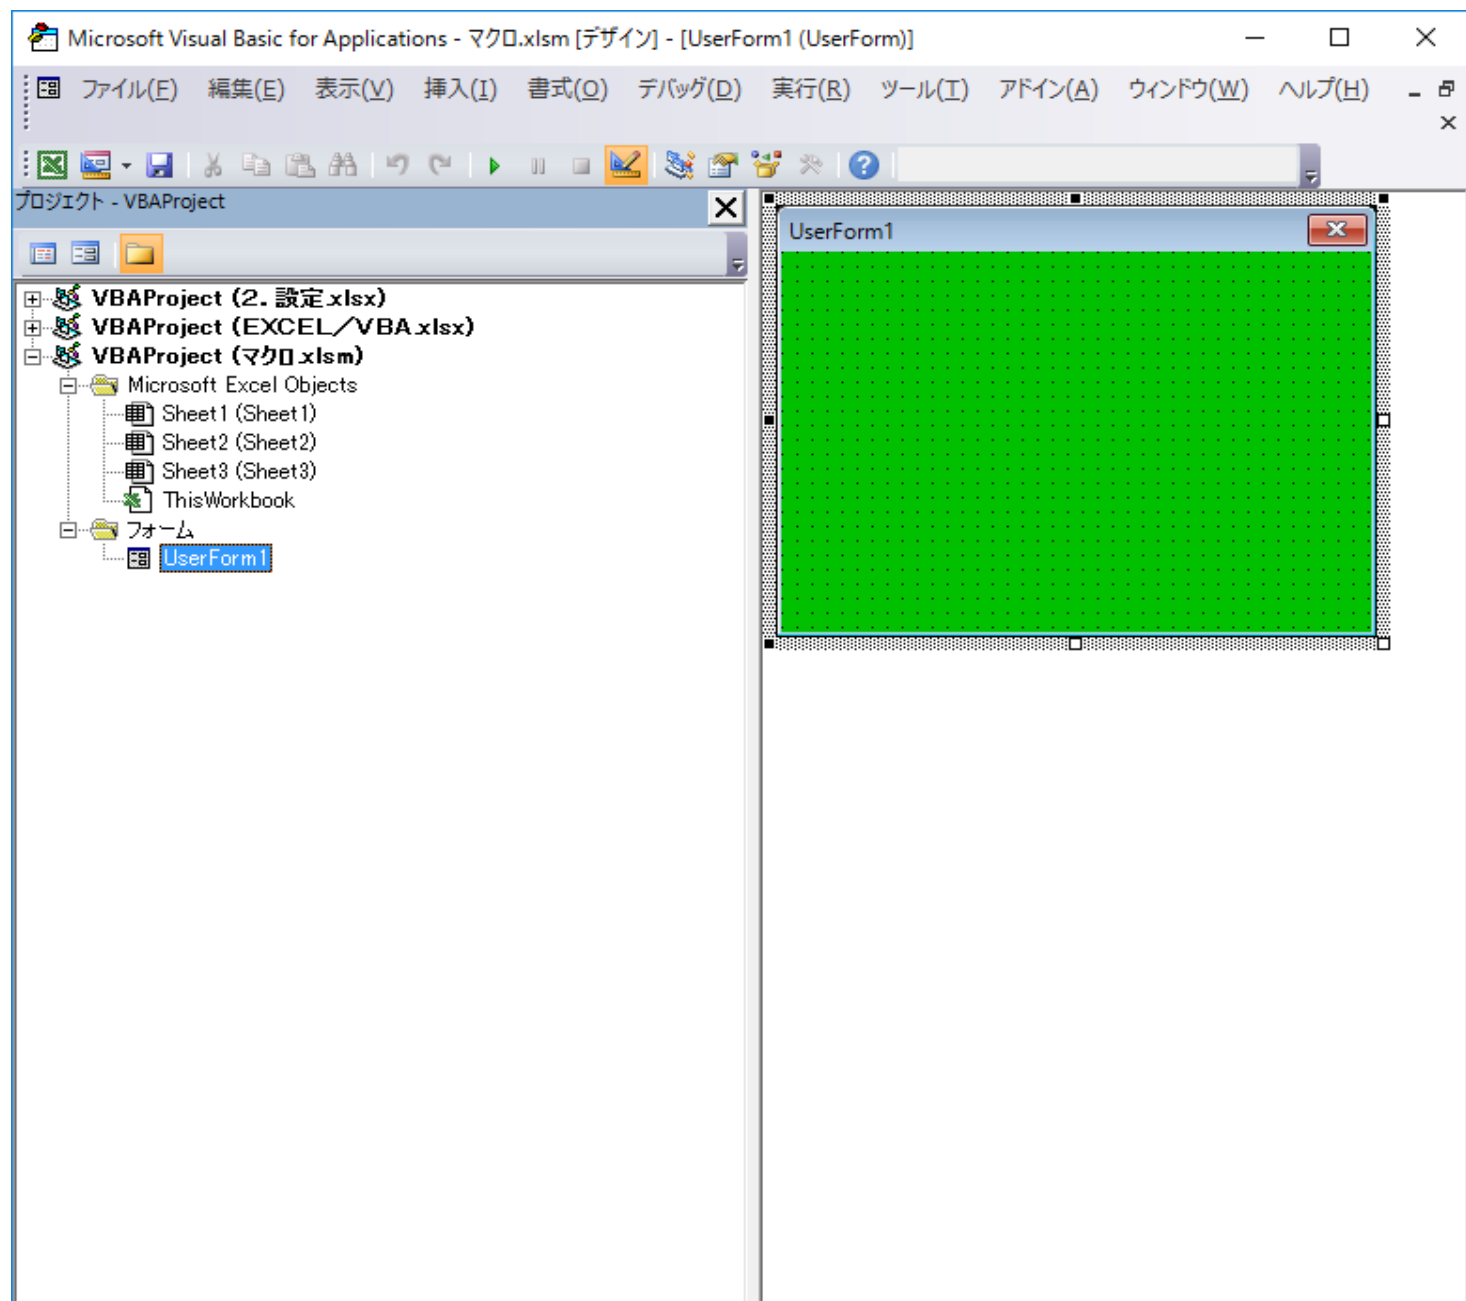 Microsoft Visual Basic for Applications - マクロ.xlsm [デザイン] - [UserForm1 (UserForm)]
ファイル(F) 編集(E) 表示(V) 挿入(I) 書式(O) デバッグ(D) 実行(R) ツール(T) アドイン(A) ウィンドウ(W) ヘルプ(H)
プロジェクト - VBAProject
UserForm1
VBAProject (2. 設定.xlsx)
VBAProject (EXCEL／VBA.xlsx)
VBAProject (マクロ.xlsm)
Microsoft Excel Objects
Sheet1 (Sheet1)
Sheet2 (Sheet2)
Sheet3 (Sheet3)
ThisWorkbook
フォーム
UserForm1